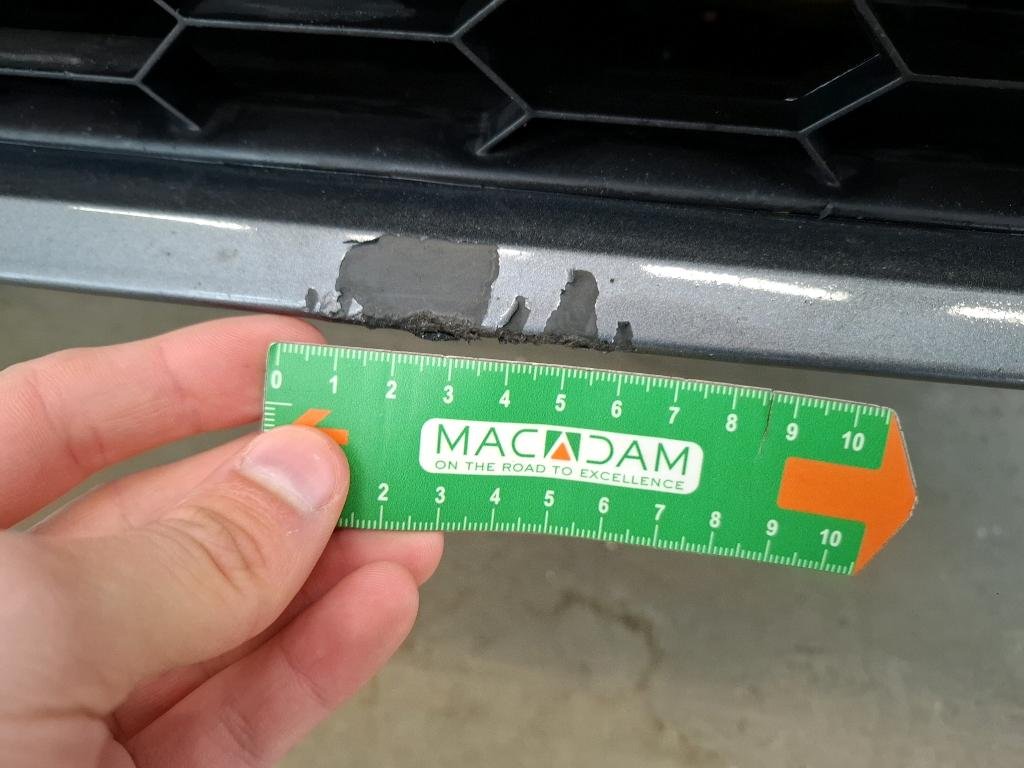 0 1 2 3 4 5 6 7 8 9 10
MACADAM
ON THE ROAD TO EXCELLENCE
2 3 4 5 6 7 8 9 10